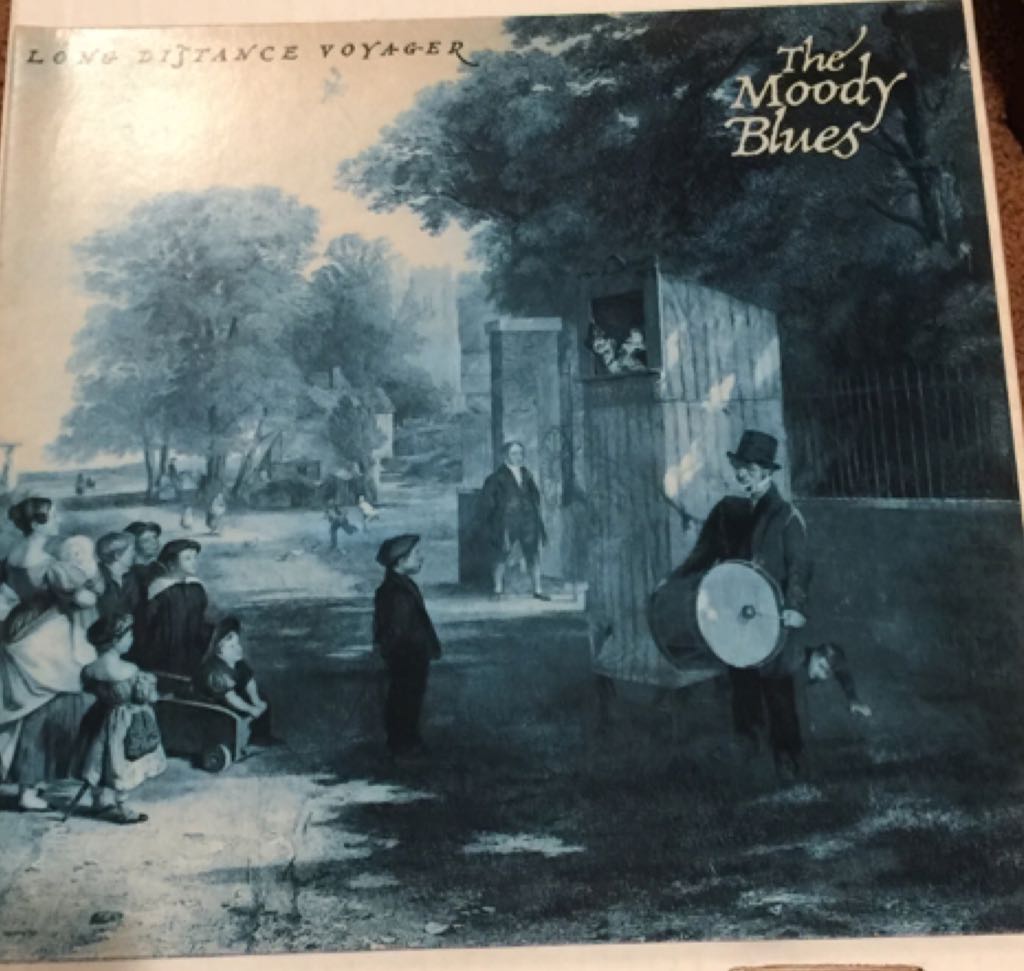 LONG DISTANCE VOYAGER
The
Moody
Blues